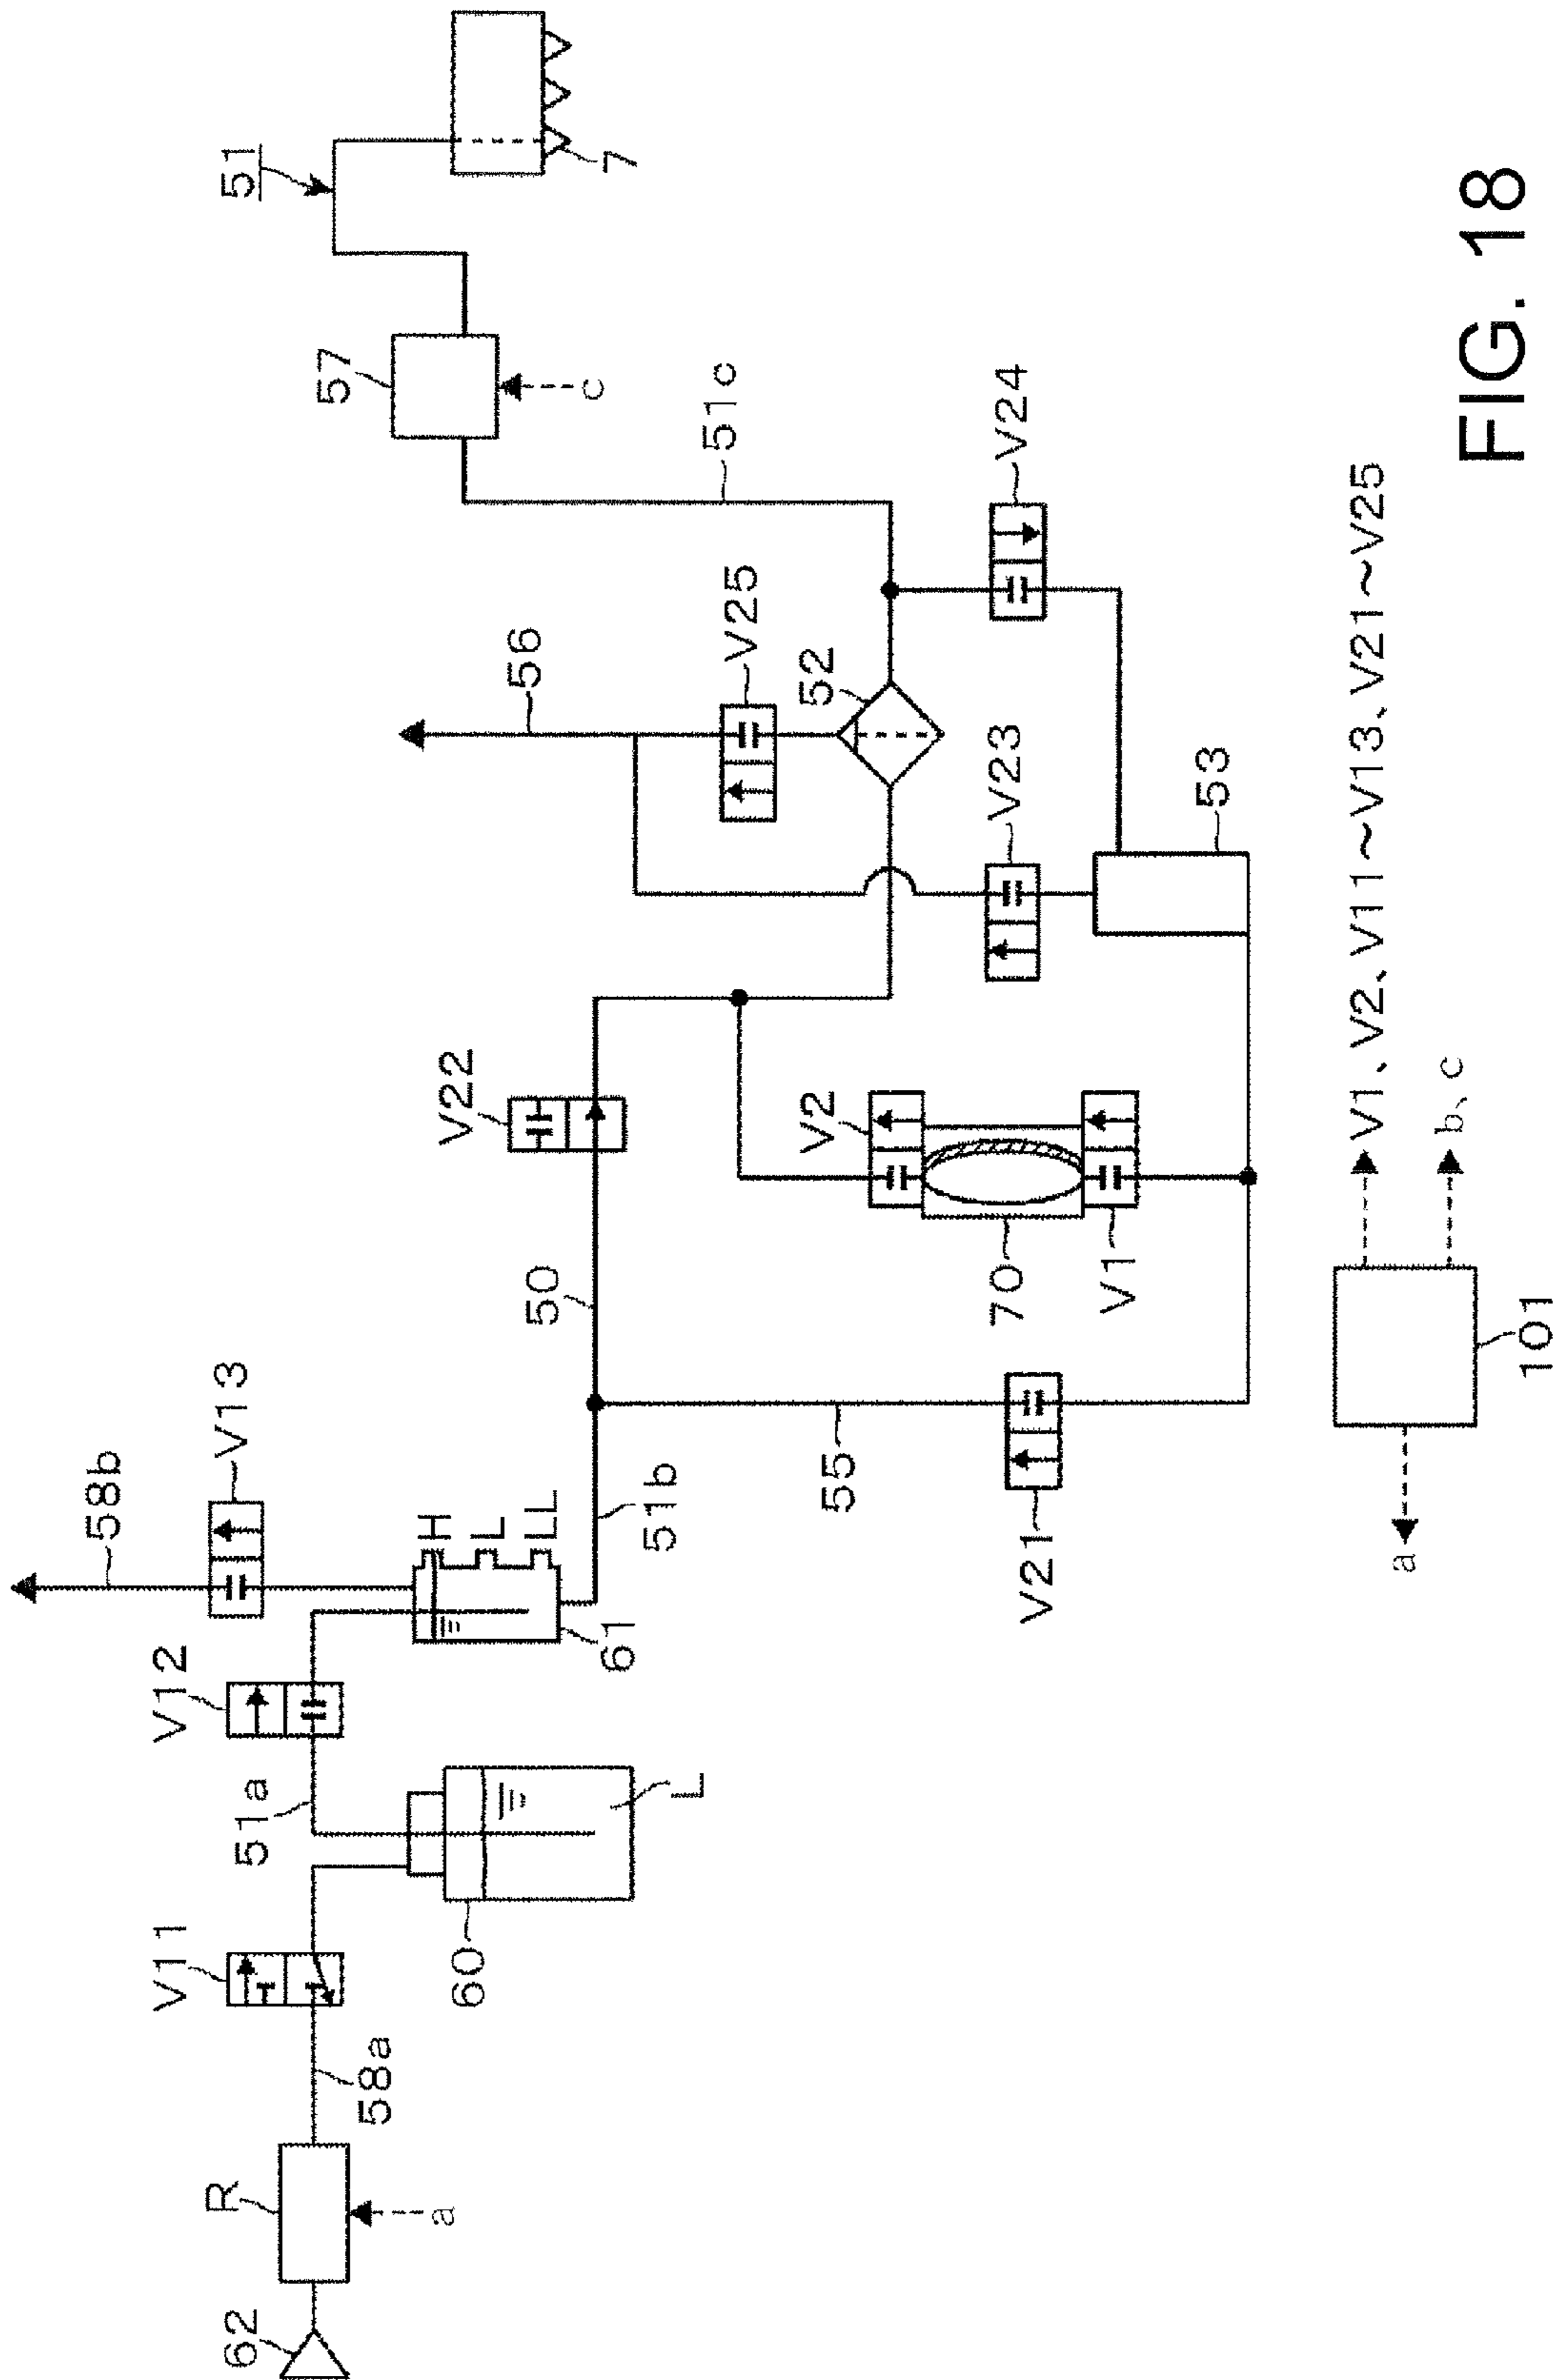 51
7
57
c
51c
V24
56
V25
52
V23
53
V22
50
V2
70
V1
58b
V13
H
L
LL
51b
61
55
V21
V12
51a
L
60
V11
58a
R
a
62
V1、V2、V11~V13、V21~V25
b、c
a
101
FIG. 18